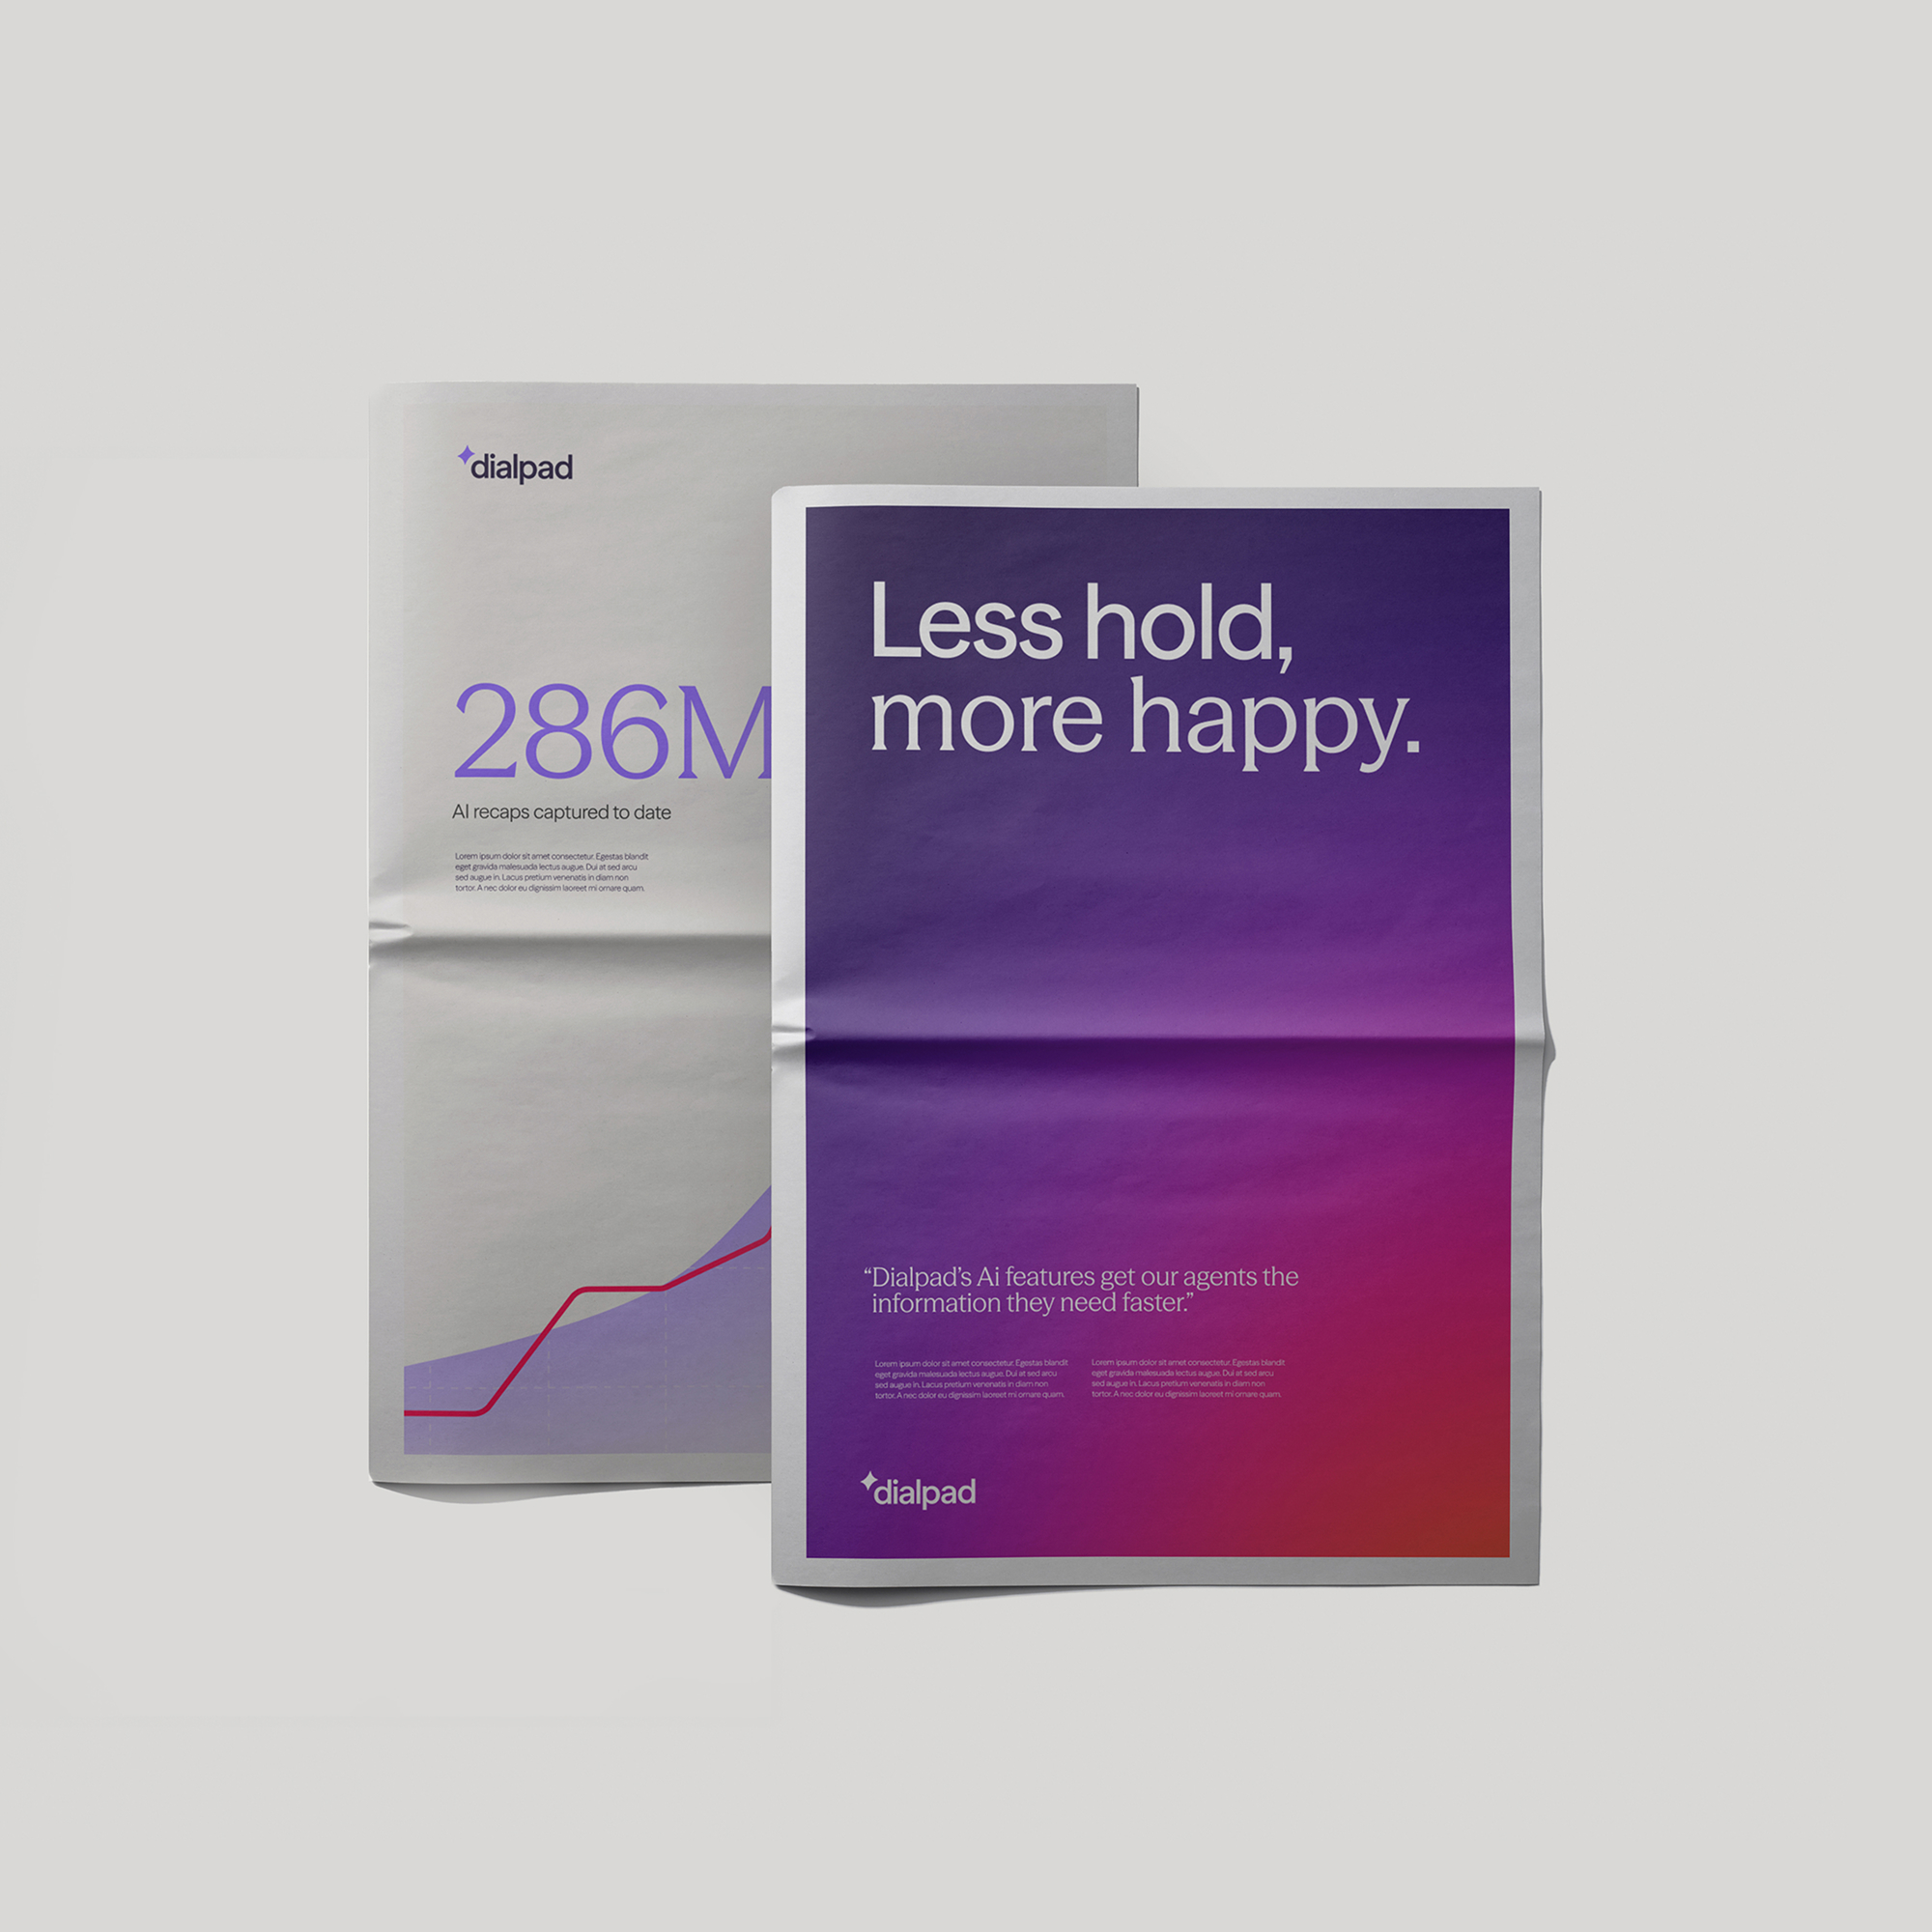 dialpad
286M
AI recaps captured to date
Lorem ipsum dolor sit amet consectetur. Egestas blandit
eget gravida malesuada lectus augue. Dui at sed arcu
sed augue in. Lacus pretium venenatis in diam non
tortor. A nec dolor eu dignissim laoreet mi ornare quam.
Less hold,
more happy.
“Dialpad’s Ai features get our agents the
information they need faster.”
Lorem ipsum dolor sit amet consectetur. Egestas blandit
eget gravida malesuada lectus augue. Dui at sed arcu
sed augue in. Lacus pretium venenatis in diam non
tortor. A nec dolor eu dignissim laoreet mi ornare quam.
Lorem ipsum dolor sit amet consectetur. Egestas blandit
eget gravida malesuada lectus augue. Dui at sed arcu
sed augue in. Lacus pretium venenatis in diam non
tortor. A nec dolor eu dignissim laoreet mi ornare quam.
dialpad